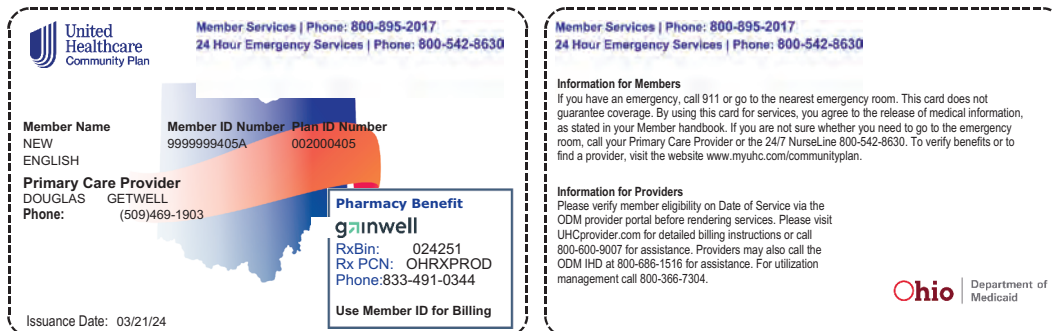 United
Healthcare
Community Plan
Member Services | Phone: 800-895-2017
24 Hour Emergency Services | Phone: 800-542-8630
Member Name Member ID Number Plan ID Number
NEW 9999999405A 002000405
ENGLISH
Primary Care Provider
DOUGLAS GETWELL
Phone: (509)469-1903
Pharmacy Benefit
gainwell
RxBin: 024251
Rx PCN: OHRXPROD
Phone:833-491-0344
Use Member ID for Billing
Issuance Date: 03/21/24
Member Services | Phone: 800-895-2017
24 Hour Emergency Services | Phone: 800-542-8630
Information for Members
If you have an emergency, call 911 or go to the nearest emergency room. This card does not
guarantee coverage. By using this card for services, you agree to the release of medical information,
as stated in your Member handbook. If you are not sure whether you need to go to the emergency
room, call your Primary Care Provider or the 24/7 NurseLine 800-542-8630. To verify benefits or to
find a provider, visit the website www.myuhc.com/communityplan.
Information for Providers
Please verify member eligibility on Date of Service via the
ODM provider portal before rendering services. Please visit
UHCprovider.com for detailed billing instructions or call
800-600-9007 for assistance. Providers may also call the
ODM IHD at 800-686-1516 for assistance. For utilization
management call 800-366-7304.
Ohio Department of
Medicaid